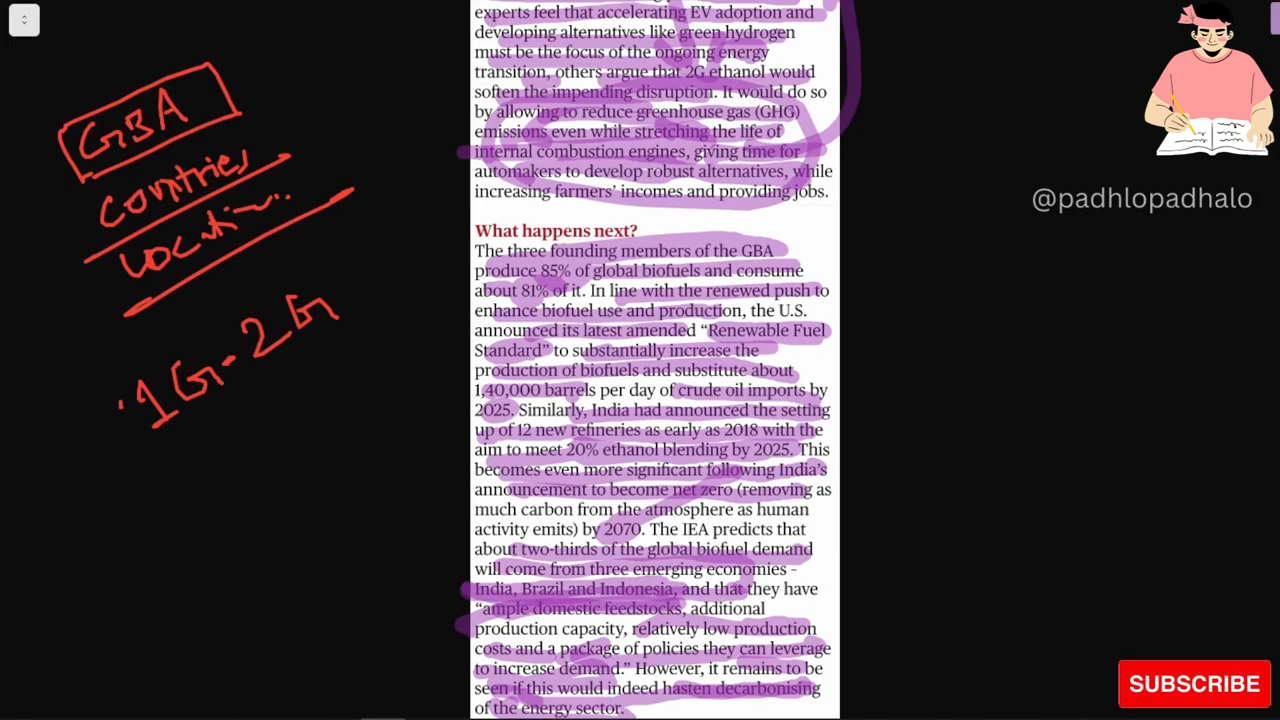 GBA
Countries
Location..
.1G-2G
experts feel that accelerating EV adoption and
developing alternatives like green hydrogen
must be the focus of the ongoing energy
transition, others argue that 2G ethanol would
soften the impending disruption. It would do so
by allowing to reduce greenhouse gas (GHG)
emissions even while stretching the life of
internal combustion engines, giving time for
automakers to develop robust alternatives, while
increasing farmers’ incomes and providing jobs.
What happens next?
The three founding members of the GBA
produce 85% of global biofuels and consume
about 81% of it. In line with the renewed push to
enhance biofuel use and production, the U.S.
announced its latest amended “Renewable Fuel
Standard” to substantially increase the
production of biofuels and substitute about
1,40,000 barrels per day of crude oil imports by
2025. Similarly, India had announced the setting
up of 12 new refineries as early as 2018 with the
aim to meet 20% ethanol blending by 2025. This
becomes even more significant following India’s
announcement to become net zero (removing as
much carbon from the atmosphere as human
activity emits) by 2070. The IEA predicts that
about two-thirds of the global biofuel demand
will come from three emerging economies –
India, Brazil and Indonesia, and that they have
“ample domestic feedstocks, additional
production capacity, relatively low production
costs and a package of policies they can leverage
to increase demand.” However, it remains to be
seen if this would indeed hasten decarbonising
of the energy sector.
@padhlopadhalo
SUBSCRIBE